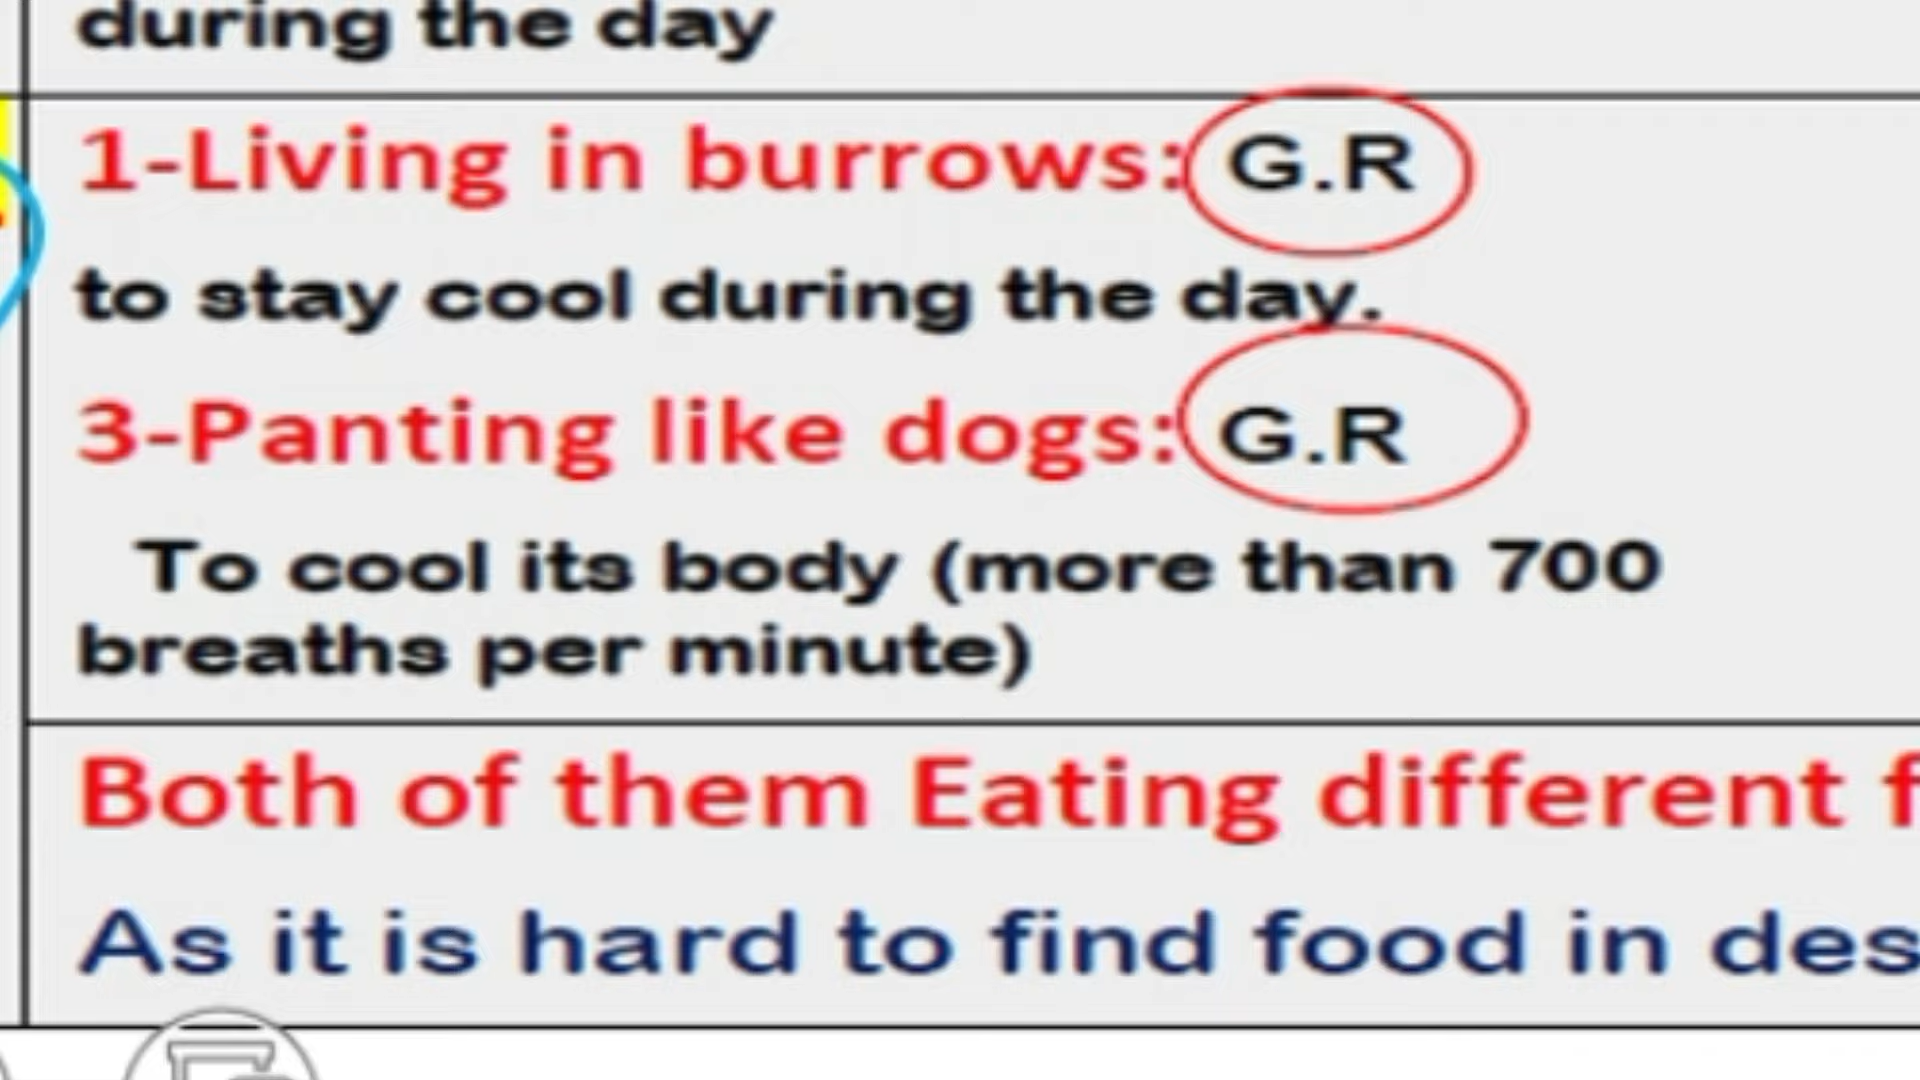 during the day
1-Living in burrows: G.R
to stay cool during the day.
3-Panting like dogs: G.R
To cool its body (more than 700
breaths per minute)
Both of them Eating different
As it is hard to find food in